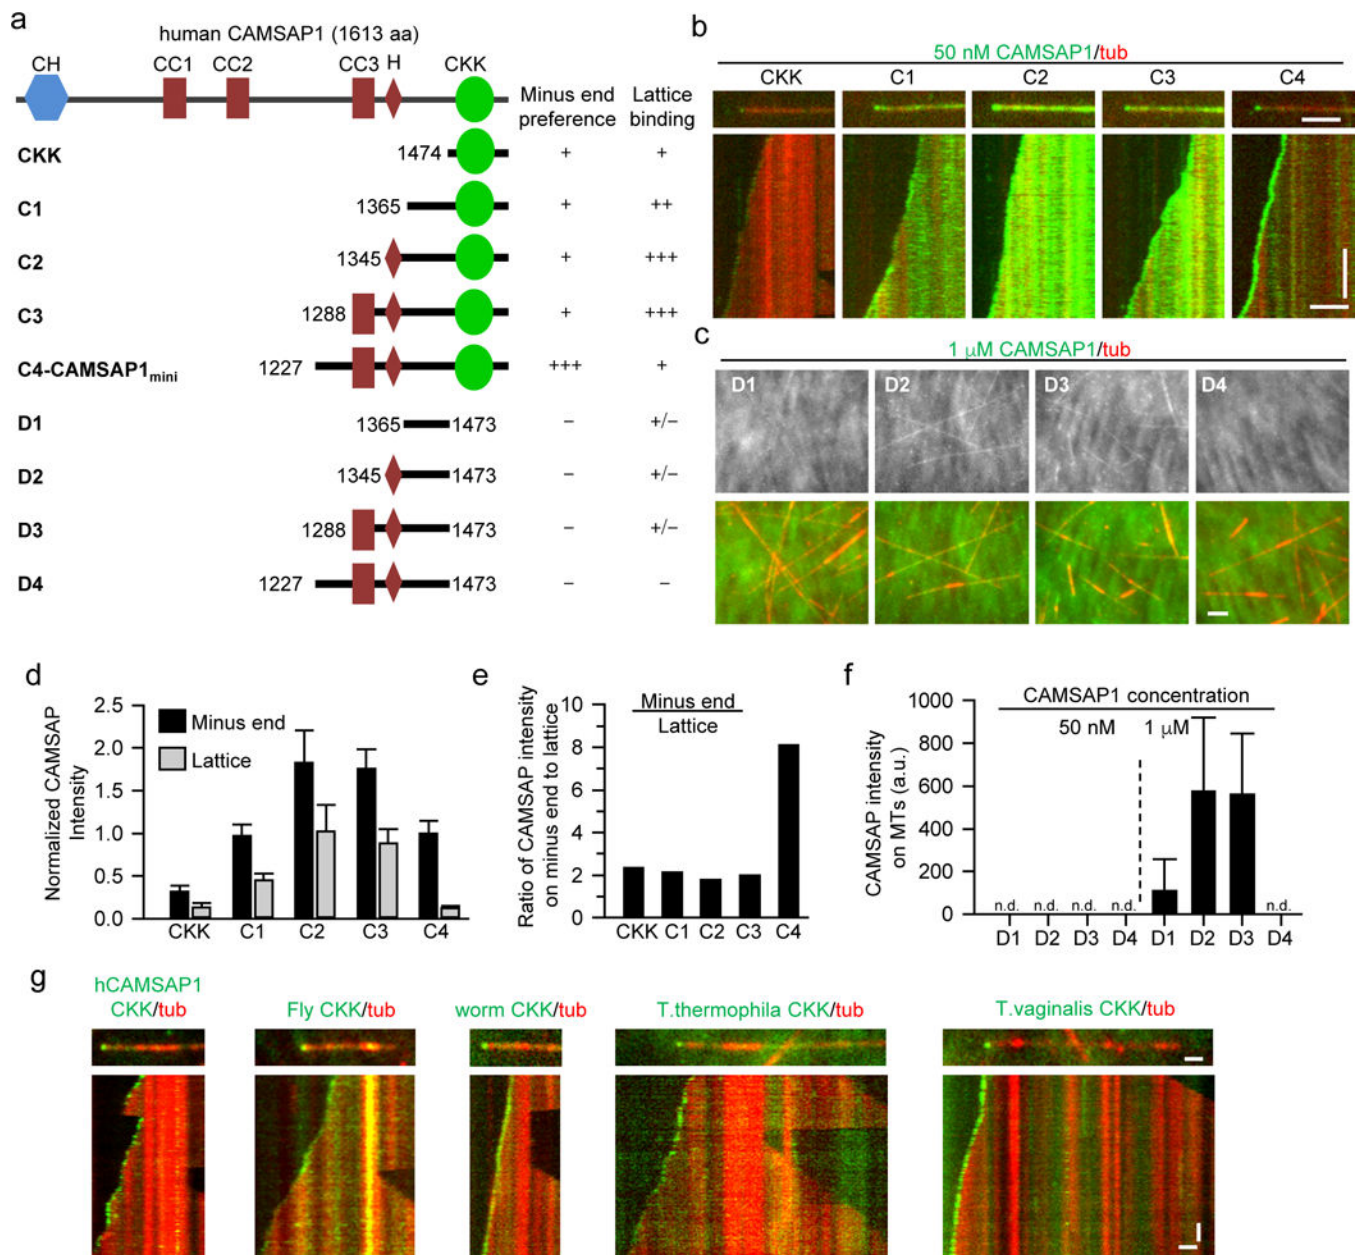 a
human CAMSAP1 (1613 aa)
CH CC1 CC2 CC3 H CKK
Minus end preference Lattice binding
CKK 1474 + +
C1 1365 + ++
C2 1345 + +++
C3 1288 + +++
C4-CAMSAP1mini 1227 +++ +
D1 1365 1473 – +/–
D2 1345 1473 – +/–
D3 1288 1473 – +/–
D4 1227 1473 – –
b
50 nM CAMSAP1/tub
CKK C1 C2 C3 C4
c
1 µM CAMSAP1/tub
D1 D2 D3 D4
d
Normalized CAMSAP
Intensity
2.5
2.0
1.5
1.0
0.5
0.0
Minus end
Lattice
CKK C1 C2 C3 C4
e
Ratio of CAMSAP intensity
on minus end to lattice
10
8
6
4
2
0
Minus end
Lattice
CKK C1 C2 C3 C4
f
CAMSAP intensity
on MTs (a.u.)
1000
800
600
400
200
0
CAMSAP1 concentration
50 nM 1 µM
n.d. n.d. n.d. n.d. n.d.
D1 D2 D3 D4 D1 D2 D3 D4
g
hCAMSAP1
CKK/tub
Fly CKK/tub
worm CKK/tub
T.thermophila CKK/tub
T.vaginalis CKK/tub